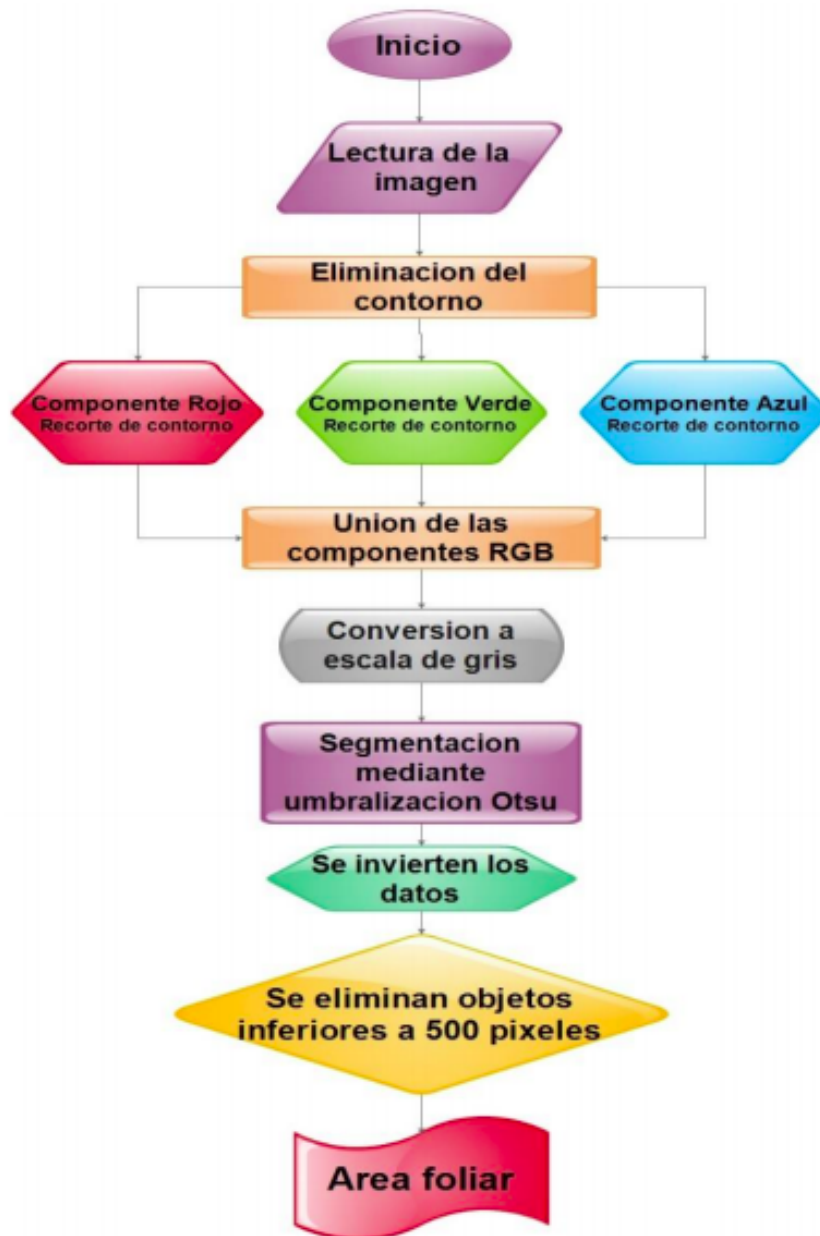 Inicio
Lectura de la
imagen
Eliminacion del
contorno
Componente Rojo
Recorte de contorno
Componente Verde
Recorte de contorno
Componente Azul
Recorte de contorno
Union de las
componentes RGB
Conversion a
escala de gris
Segmentacion
mediante
umbralizacion Otsu
Se invierten los
datos
Se eliminan objetos
inferiores a 500 pixeles
Area foliar